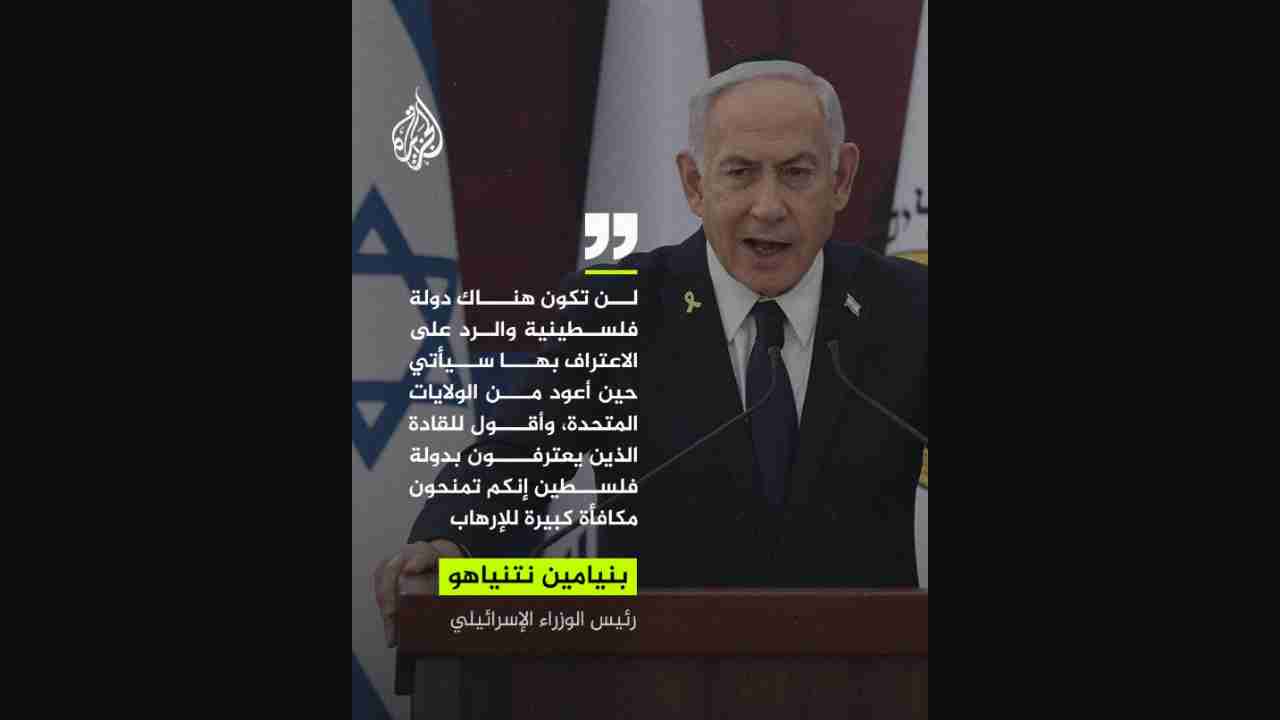 الجزيرة
لن تكون هناك دولة
فلسطينية والرد على
الاعتراف بها سيأتي
حين أعود من الولايات
المتحدة، وأقول للقادة
الذين يعترفون بدولة
فلسطين إنكم تمنحون
مكافأة كبيرة للإرهاب
بنيامين نتنياهو
رئيس الوزراء الإسرائيلي